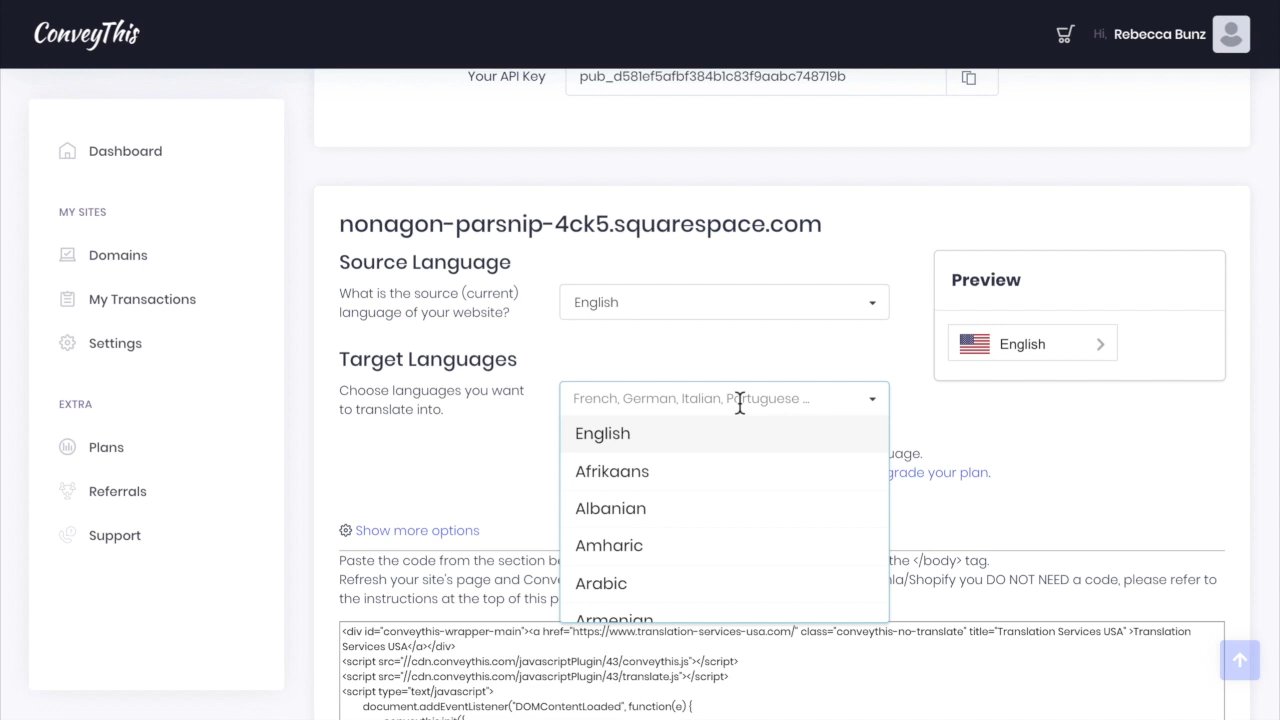 ConveyThis
Hi, Rebecca Bunz
Your API Key
pub_d581ef5afbf384b1c83f9aabc748719b
Dashboard
MY SITES
Domains
My Transactions
Settings
EXTRA
Plans
Referrals
Support
nonagon-parsnip-4ck5.squarespace.com
Source Language
What is the source (current)
language of your website?
English
Preview
English
Target Languages
Choose languages you want
to translate into.
French, German, Italian, Portuguese ...
English
Afrikaans
Albanian
Amharic
Arabic
Armenian
uage.
grade your plan.
Show more options
Paste the code from the section be the </body> tag.
Refresh your site's page and Conv la/Shopify you DO NOT NEED a code, please refer to
the instructions at the top of this p
<div id="conveythis-wrapper-main"><a href="https://www.translation-services-usa.com/" class="conveythis-no-translate" title="Translation Services USA" >Translation
Services USA</a></div>
<script src="//cdn.conveythis.com/javascriptPlugin/43/conveythis.js"></script>
<script src="//cdn.conveythis.com/javascriptPlugin/43/translate.js"></script>
<script type="text/javascript">
document.addEventListener("DOMContentLoaded", function(e) {